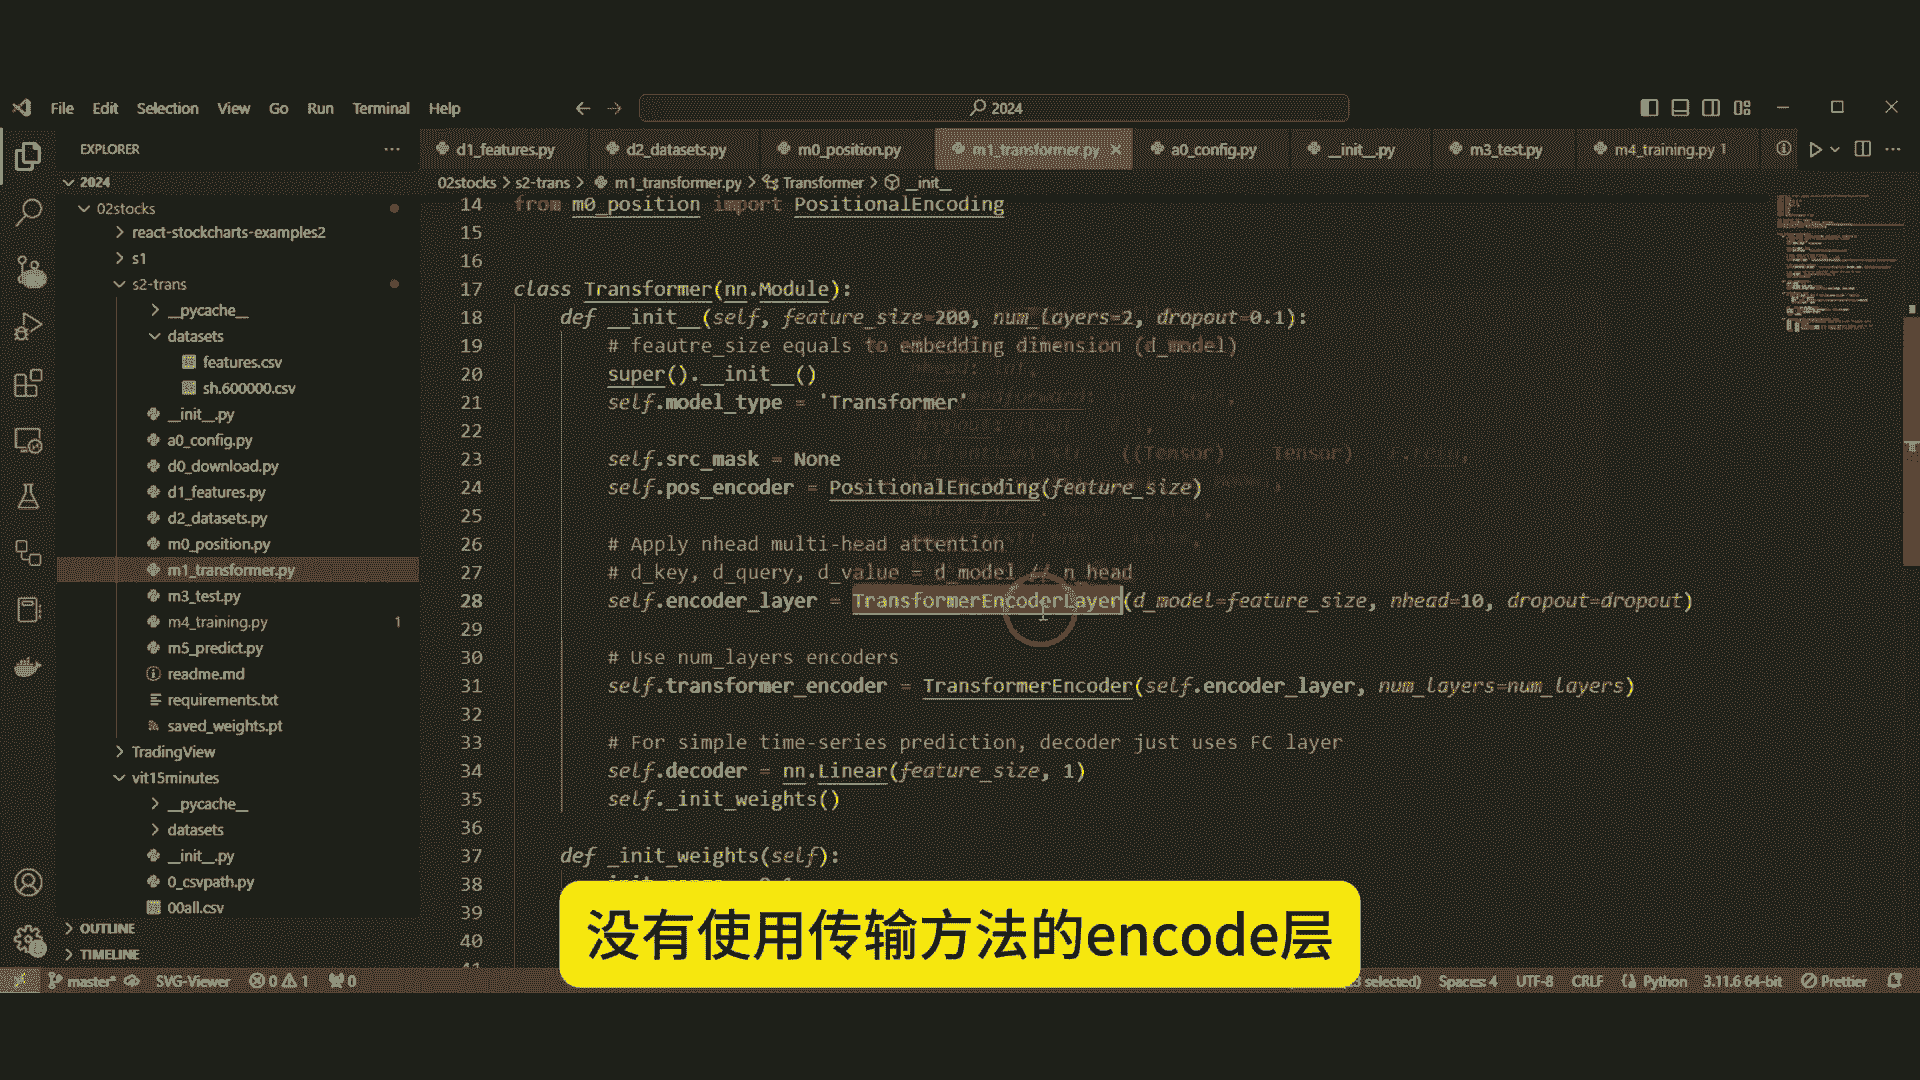 File Edit Selection View Go Run Terminal Help
2024
EXPLORER
d1_features.py
d2_datasets.py
m0_position.py
m1_transformer.py
a0_config.py
__init__.py
m3_test.py
m4_training.py 1
02stocks > s2-trans > m1_transformer.py > Transformer > __init__
2024
02stocks
react-stockcharts-examples2
s1
s2-trans
__pycache__
datasets
features.csv
sh.600000.csv
__init__.py
a0_config.py
d0_download.py
d1_features.py
d2_datasets.py
m0_position.py
m1_transformer.py
m3_test.py
m4_training.py 1
m5_predict.py
readme.md
requirements.txt
saved_weights.pt
TradingView
vit15minutes
__pycache__
datasets
__init__.py
0_csvpath.py
00all.csv
OUTLINE
TIMELINE
14 from m0_position import PositionalEncoding
15
16
17 class Transformer(nn.Module):
18 def __init__(self, feature_size=200, num_layers=2, dropout=0.1):
19 # feautre_size equals to embedding dimension (d_model)
20 super().__init__()
21 self.model_type = 'Transformer'
22
23 self.src_mask = None
24 self.pos_encoder = PositionalEncoding(feature_size)
25
26 # Apply nhead multi-head attention
27 # d_key, d_query, d_value = d_model // n_head
28 self.encoder_layer = TransformerEncoderLayer(d_model=feature_size, nhead=10, dropout=dropout)
29
30 # Use num_layers encoders
31 self.transformer_encoder = TransformerEncoder(self.encoder_layer, num_layers=num_layers)
32
33 # For simple time-series prediction, decoder just uses FC layer
34 self.decoder = nn.Linear(feature_size, 1)
35 self._init_weights()
36
37 def _init_weights(self):
38
39
40
没有使用传输方法的encode层
master* SVG-Viewer 0 1 0 selected) Spaces: 4 UTF-8 CRLF Python 3.11.6 64-bit Prettier